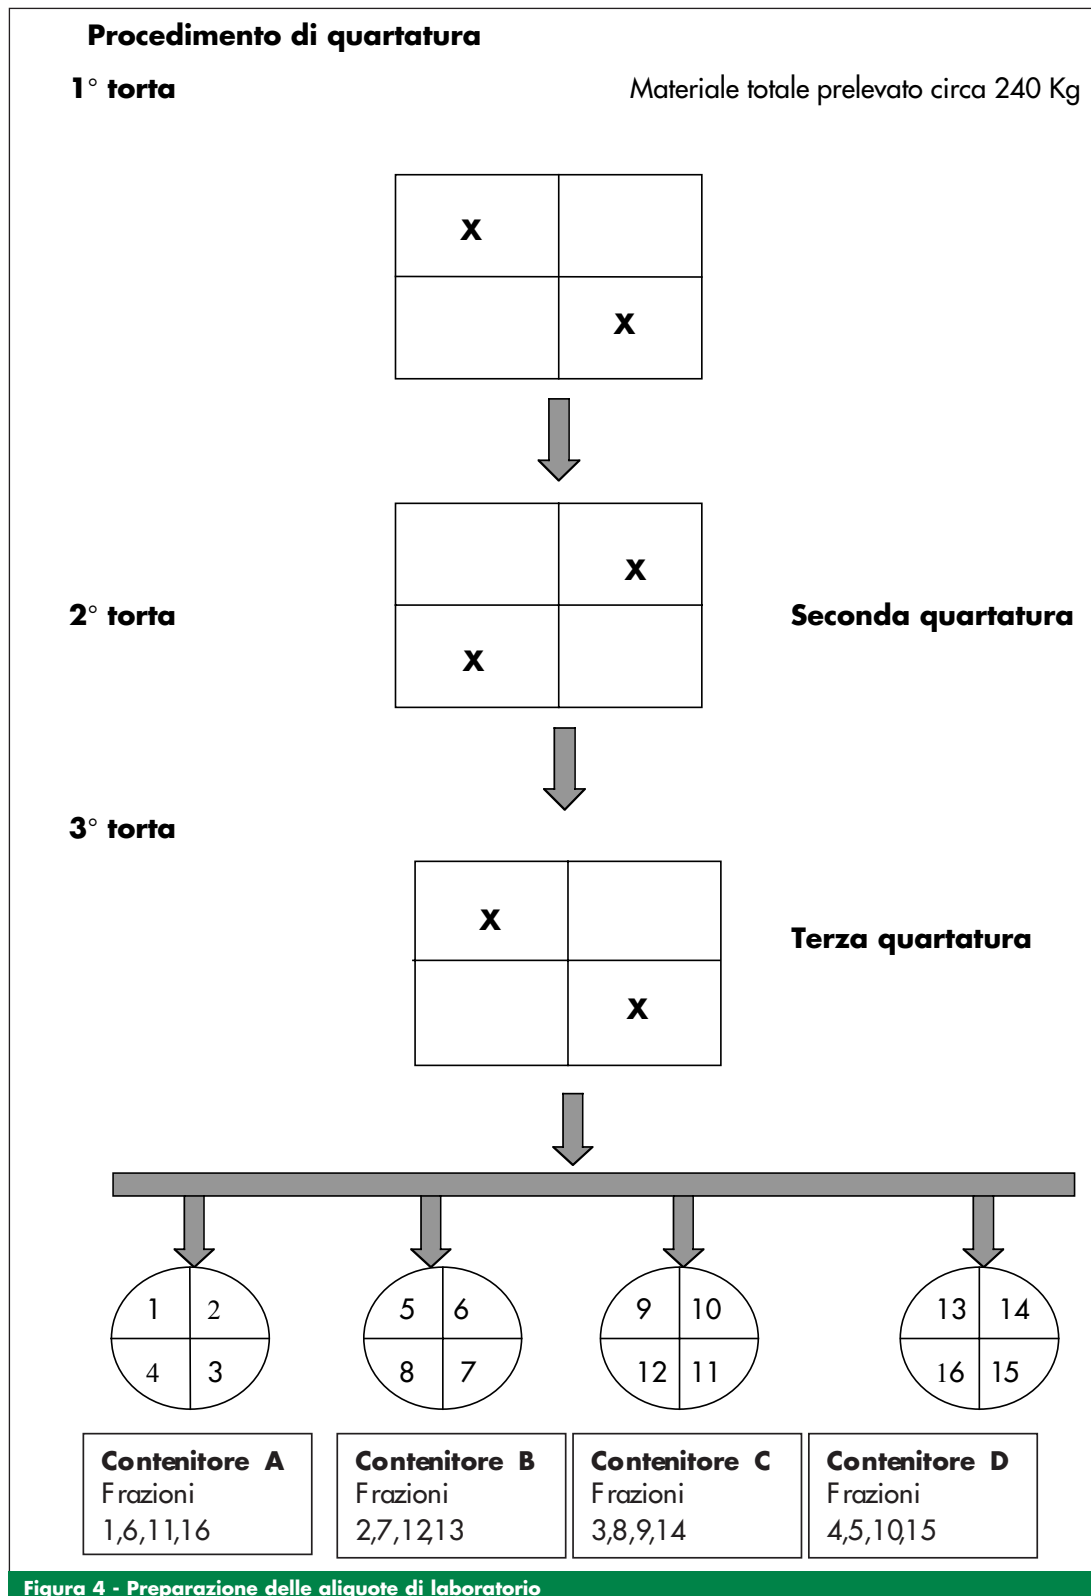 Procedimento di quartatura
1° torta
Materiale totale prelevato circa 240 Kg
x
x
x
2° torta
Seconda quartatura
x
3° torta
x
Terza quartatura
x
1 2
4 3
5 6
8 7
9 10
12 11
13 14
16 15
Contenitore A
Frazioni
1,6,11,16
Contenitore B
Frazioni
2,7,12,13
Contenitore C
Frazioni
3,8,9,14
Contenitore D
Frazioni
4,5,10,15
Figura 4 - Preparazione delle aliquote di laboratorio